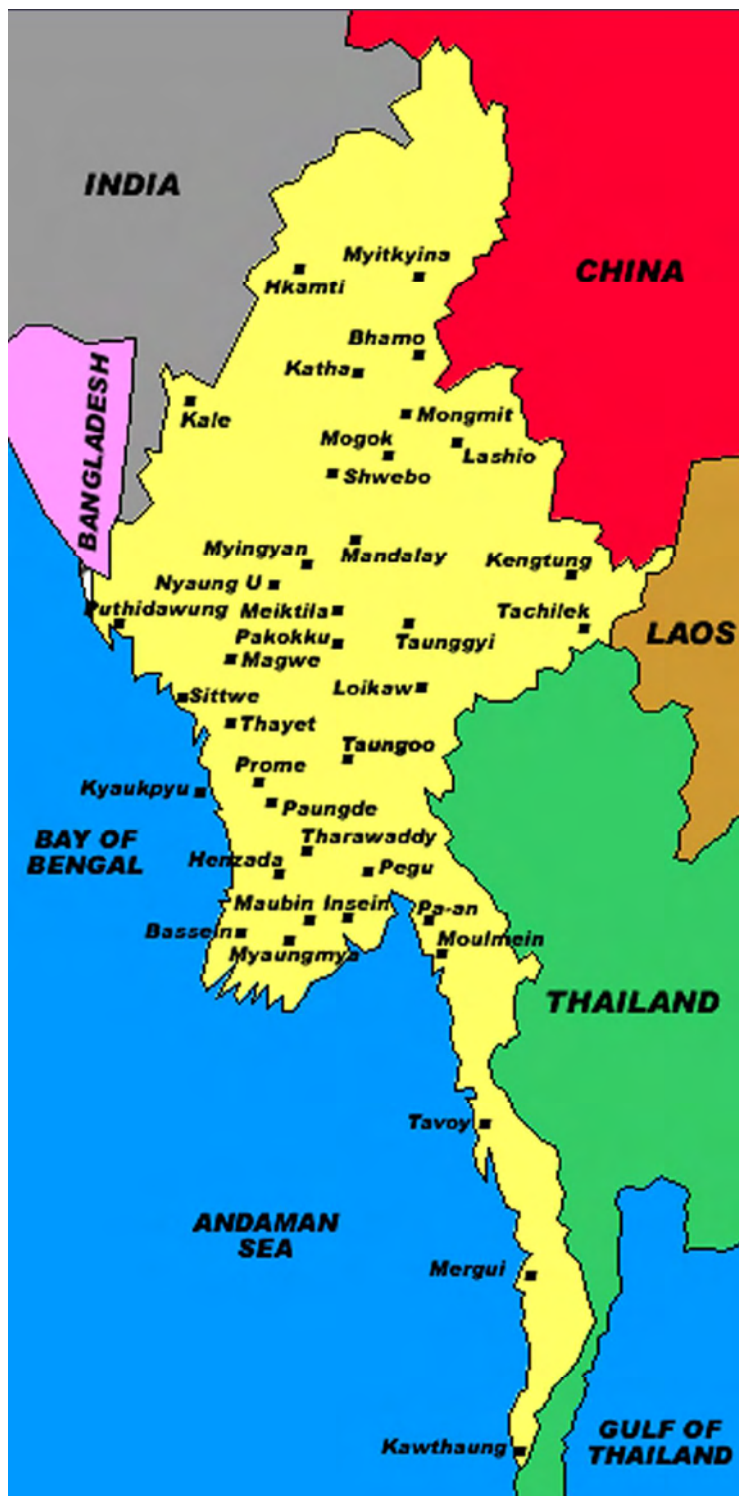 INDIA
Myitkyina
CHINA
Hkamti
Bhamo
Katha
BANGLADESH
Kale
Mongmit
Mogok
Lashio
Shwebo
Myingyan
Mandalay
Kengtung
Nyaung U
Puthidawung
Meiktila
Tachilek
Pakokku
Taunggyi
LAOS
Magwe
Loikaw
Sittwe
Thayet
Taungoo
Prome
Kyaukpyu
Paungde
BAY OF
BENGAL
Tharawaddy
Henzada
Pegu
Maubin
Insein
Pa-an
Bassein
Myaungmya
Moulmein
THAILAND
Tavoy
ANDAMAN
SEA
Mergui
GULF OF
THAILAND
Kawthaung